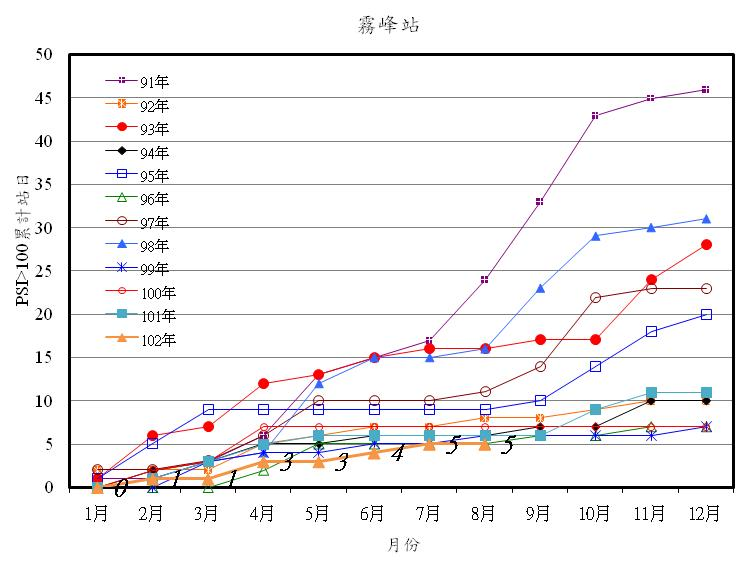 霧峰站
PSI>100累計站日
50
45
40
35
30
25
20
15
10
5
0
91年
92年
93年
94年
95年
96年
97年
98年
99年
100年
101年
102年
0 1 1 3 3 4 5 5
1月 2月 3月 4月 5月 6月 7月 8月 9月 10月 11月 12月
月份